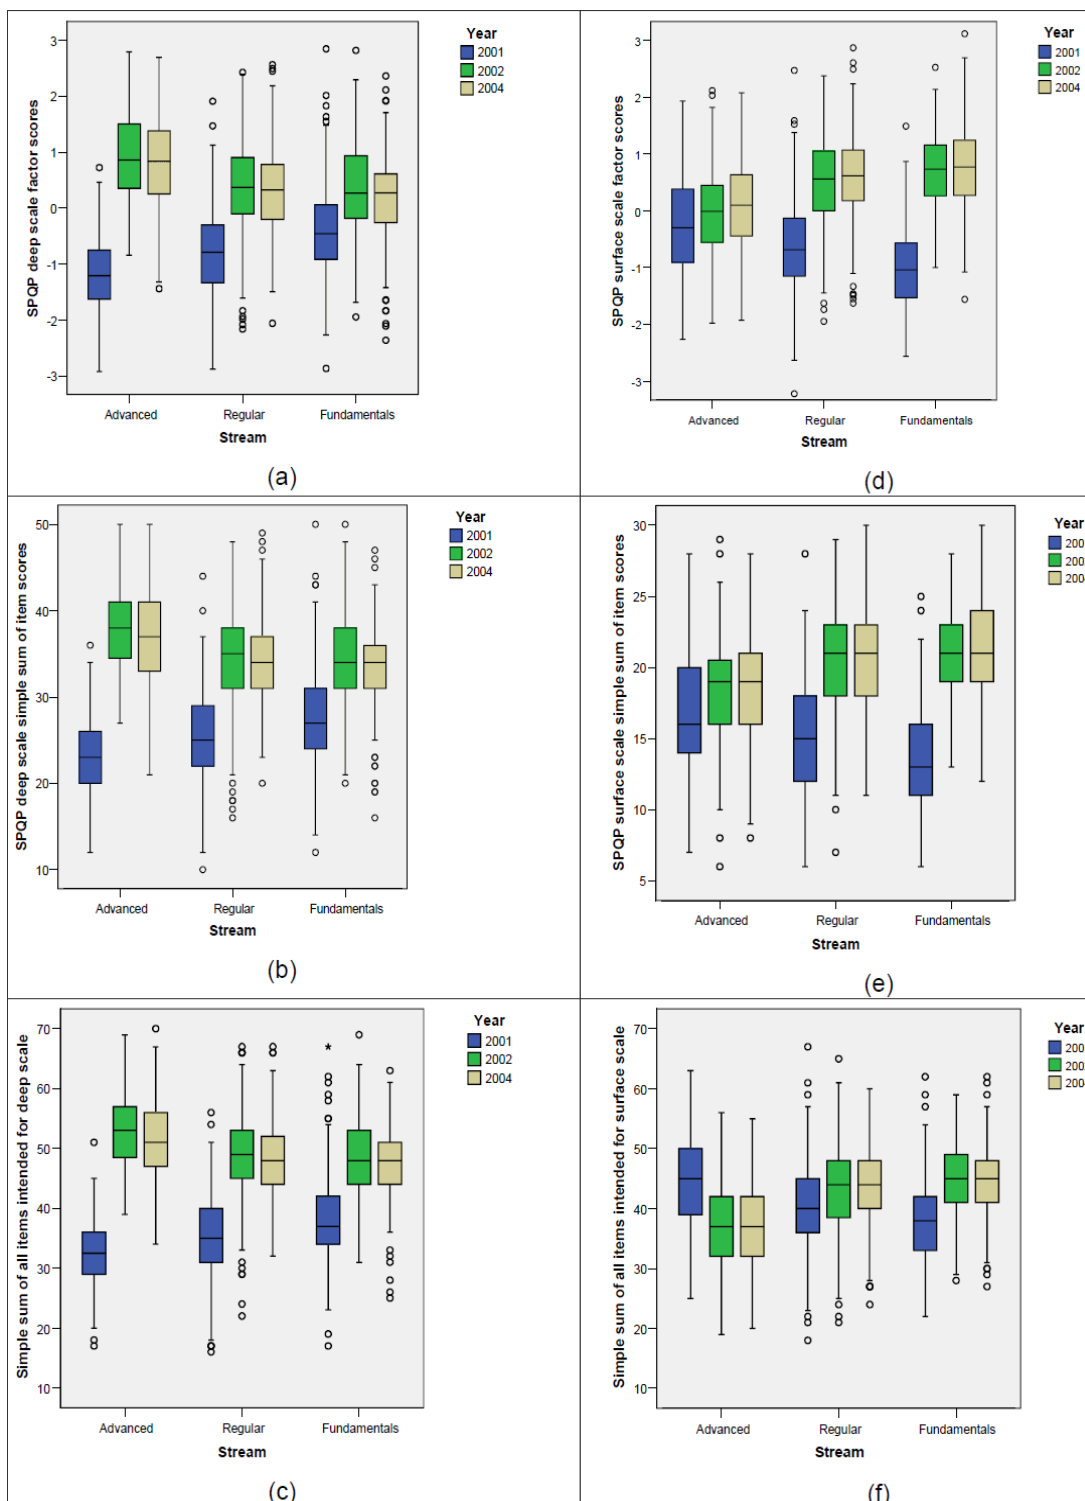 Year
2001
2002
2004
3
2
1
0
-1
-2
-3
SPQP deep scale factor scores
Advanced Regular Fundamentals
Stream
(a)
Year
2001
2002
2004
3
2
1
0
-1
-2
-3
SPQP surface scale factor scores
Advanced Regular Fundamentals
Stream
(d)
Year
2001
2002
2004
50
40
30
20
10
SPQP deep scale simple sum of item scores
Advanced Regular Fundamentals
Stream
(b)
Year
200
200
200
30
25
20
15
10
5
SPQP surface scale simple sum of item scores
Advanced Regular Fundamentals
Stream
(e)
Year
2001
2002
2004
70
60
50
40
30
20
10
Simple sum of all items intended for deep scale
Advanced Regular Fundamentals
Stream
(c)
Year
200
200
200
70
60
50
40
30
20
10
Simple sum of all items intended for surface scale
Advanced Regular Fundamentals
Stream
(f)